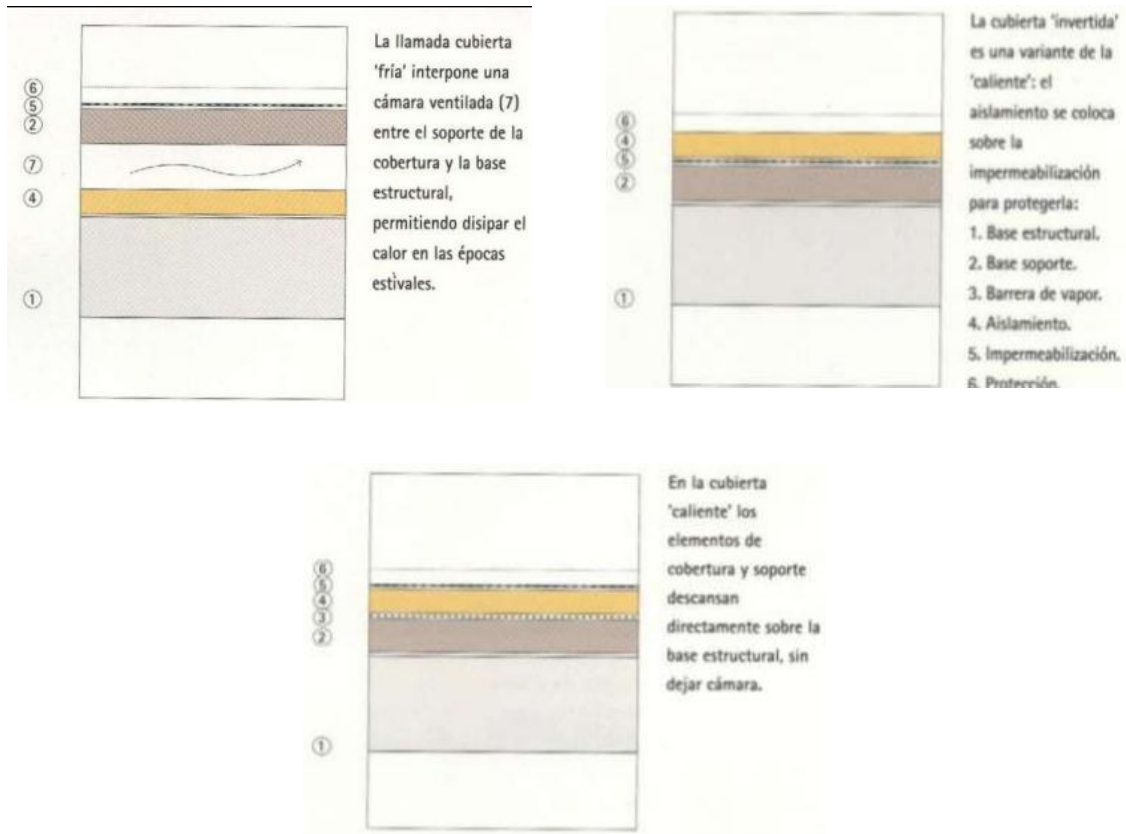 ⑥
⑤
②
⑦
④
①
La llamada cubierta
'fría' interpone una
cámara ventilada (7)
entre el soporte de la
cobertura y la base
estructural,
permitiendo disipar el
calor en las épocas
estivales.
⑥
④
⑤
②
①
La cubierta 'invertida'
es una variante de la
'caliente': el
aislamiento se coloca
sobre la
impermeabilización
para protegerla:
1. Base estructural.
2. Base soporte.
3. Barrera de vapor.
4. Aislamiento.
5. Impermeabilización.
6. Protección.
⑥
⑤
④
③
②
①
En la cubierta
'caliente' los
elementos de
cobertura y soporte
descansan
directamente sobre la
base estructural, sin
dejar cámara.